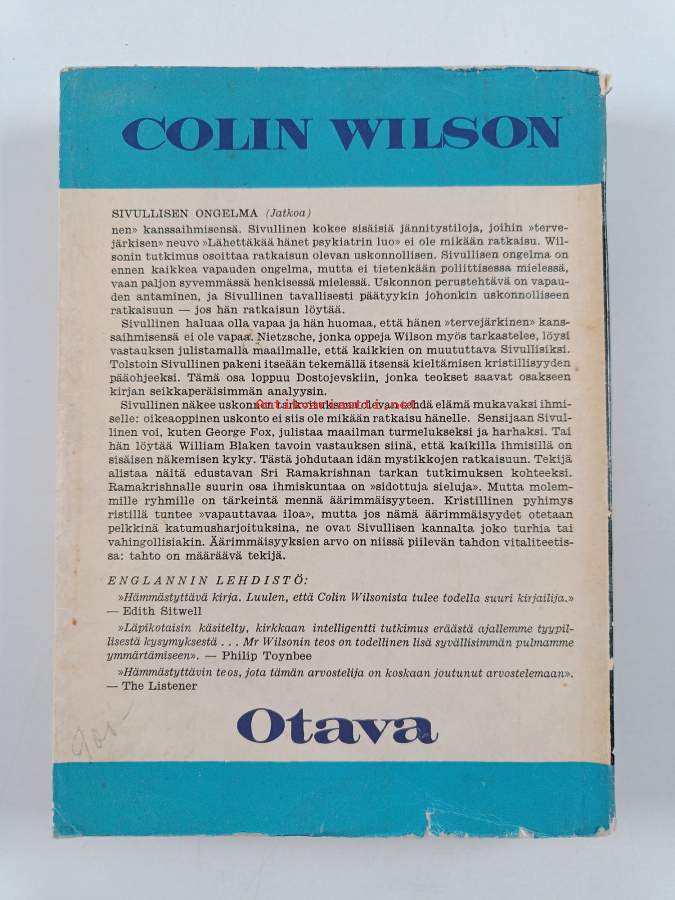 COLIN WILSON
SIVULLISEN ONGELMA (Jatkoa)
nen» kanssaihmisensä. Sivullinen kokee sisäisiä jännitystiloja, joihin »terve-
järkisen» neuvo »Lähettäkää hänet psykiatrin luo» ei ole mikään ratkaisu. Wil-
sonin tutkimus osoittaa ratkaisun olevan uskonnollisen. Sivullisen ongelma on
ennen kaikkea vapauden ongelma, mutta ei tietenkään poliittisessa mielessä,
vaan paljon syvemmässä henkisessä mielessä. Uskonnon perustehtävä on vapau-
den antaminen, ja Sivullinen tavallisesti päätyykin johonkin uskonnolliseen
ratkaisuun — jos hän ratkaisun löytää.
Sivullinen haluaa olla vapaa ja hän huomaa, että hänen »tervejärkinen» kans-
saihmisensä ei ole vapaa. Nietzsche, jonka oppeja Wilson myös tarkastelee, löysi
vastauksen julistamalla maailmalle, että kaikkien on muututtava Sivullisiksi.
Tolstoin Sivullinen pakeni itseään tekemällä itsensä kieltämisen kristillisyyden
pääohjeeksi. Tämä osa loppuu Dostojevskiin, jonka teokset saavat osakseen
kirjan seikkaperäisimmän analyysin.
Sivullinen näkee uskonnon tarkoituksena olevan tehdä elämä mukavaksi ihmi-
selle: oikeaoppinen uskonto ei siis ole mikään ratkaisu hänelle. Sensijaan Sivul-
linen voi, kuten George Fox, julistaa maailman turmelukseksi ja harhaksi. Tai
hän löytää William Blaken tavoin vastauksen siinä, että kaikilla ihmisillä on
sisäisen näkemisen kyky. Tästä johdutaan idän mystikkojen ratkaisuun. Tekijä
alistaa näitä edustavan Sri Ramakrishnan tarkan tutkimuksen kohteeksi.
Ramakrishnalle suurin osa ihmiskuntaa on »sidottuja sieluja». Mutta molem-
mille ryhmille on tärkeintä mennä äärimmäisyyteen. Kristillinen pyhimys
ristillä tuntee »vapauttavaa iloa», mutta jos nämä äärimmäisyydet otetaan
pelkkinä katumusharjoituksina, ne ovat Sivullisen kannalta joko turhia tai
vahingollisiakin. Äärimmäisyyksien arvo on niissä piilevän tahdon vitaliteetis-
sa: tahto on määräävä tekijä.
ENGLANNIN LEHDISTÖ:
»Hämmästyttävä kirja. Luulen, että Colin Wilsonista tulee todella suuri kirjailija.»
— Edith Sitwell
»Läpikotaisin käsitelty, kirkkaan intelligentti tutkimus eräästä ajallemme tyypil-
lisestä kysymyksestä . . . Mr Wilsonin teos on todellinen lisä syvällisimmän pulmamme
ymmärtämiseen». — Philip Toynbee
»Hämmästyttävin teos, jota tämän arvostelija on koskaan joutunut arvostelemaan».
— The Listener
Otava